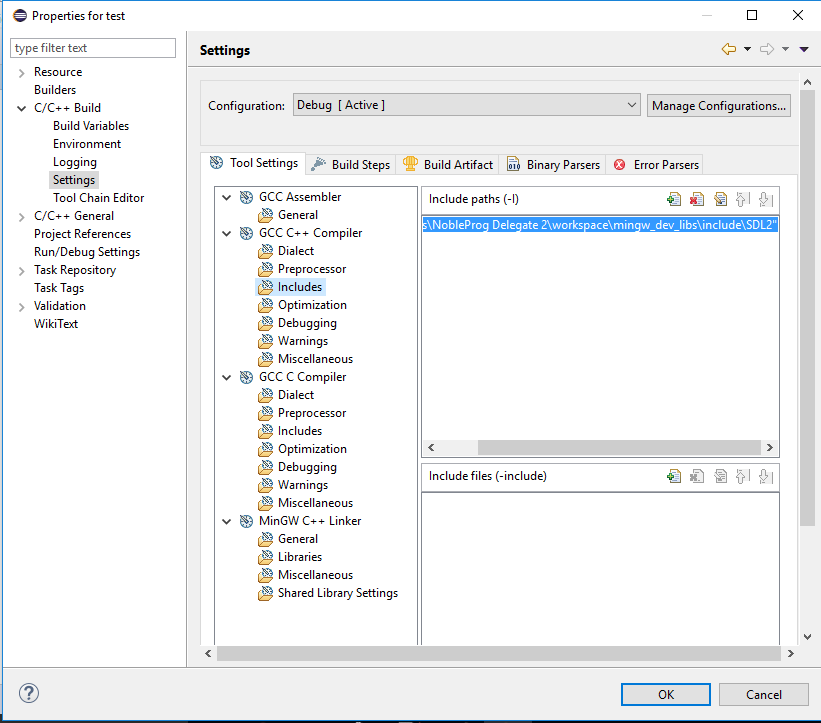 Properties for test
type filter text
Resource
Builders
C/C++ Build
Build Variables
Environment
Logging
Settings
Tool Chain Editor
C/C++ General
Project References
Run/Debug Settings
Task Repository
Task Tags
Validation
WikiText
Settings
Configuration: Debug [ Active ] Manage Configurations...
Tool Settings Build Steps Build Artifact Binary Parsers Error Parsers
GCC Assembler
General
GCC C++ Compiler
Dialect
Preprocessor
Includes
Optimization
Debugging
Warnings
Miscellaneous
GCC C Compiler
Dialect
Preprocessor
Includes
Optimization
Debugging
Warnings
Miscellaneous
MinGW C++ Linker
General
Libraries
Miscellaneous
Shared Library Settings
Include paths (-I)
s\NobleProg Delegate 2\workspace\mingw_dev_libs\include\SDL2"
Include files (-include)
OK Cancel